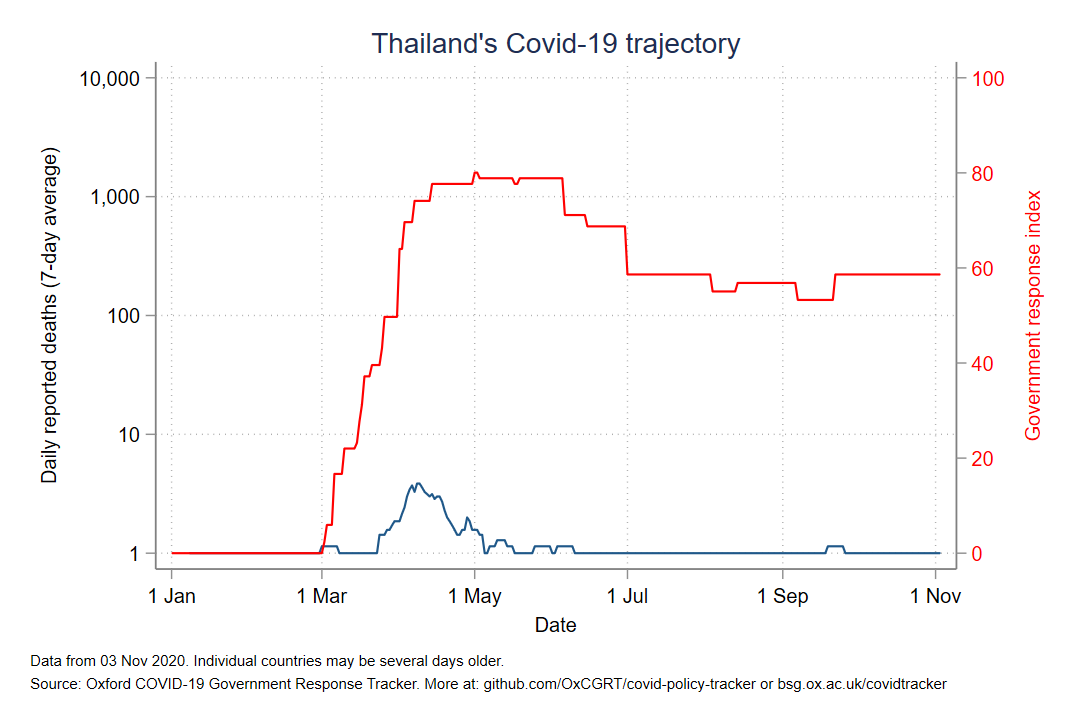 Thailand's Covid-19 trajectory
10,000
1,000
100
10
1
Daily reported deaths (7-day average)
100
80
60
40
20
0
Government response index
1 Jan
1 Mar
1 May
1 Jul
1 Sep
1 Nov
Date
Data from 03 Nov 2020. Individual countries may be several days older.
Source: Oxford COVID-19 Government Response Tracker. More at: github.com/OxCGRT/covid-policy-tracker or bsg.ox.ac.uk/covidtracker